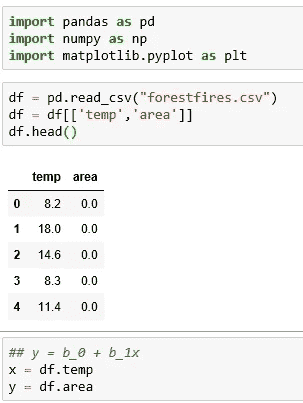 import pandas as pd
import numpy as np
import matplotlib.pyplot as plt
df = pd.read_csv("forestfires.csv")
df = df[['temp','area']]
df.head()
temp area
0 8.2 0.0
1 18.0 0.0
2 14.6 0.0
3 8.3 0.0
4 11.4 0.0
## y = b_0 + b_1x
x = df.temp
y = df.area